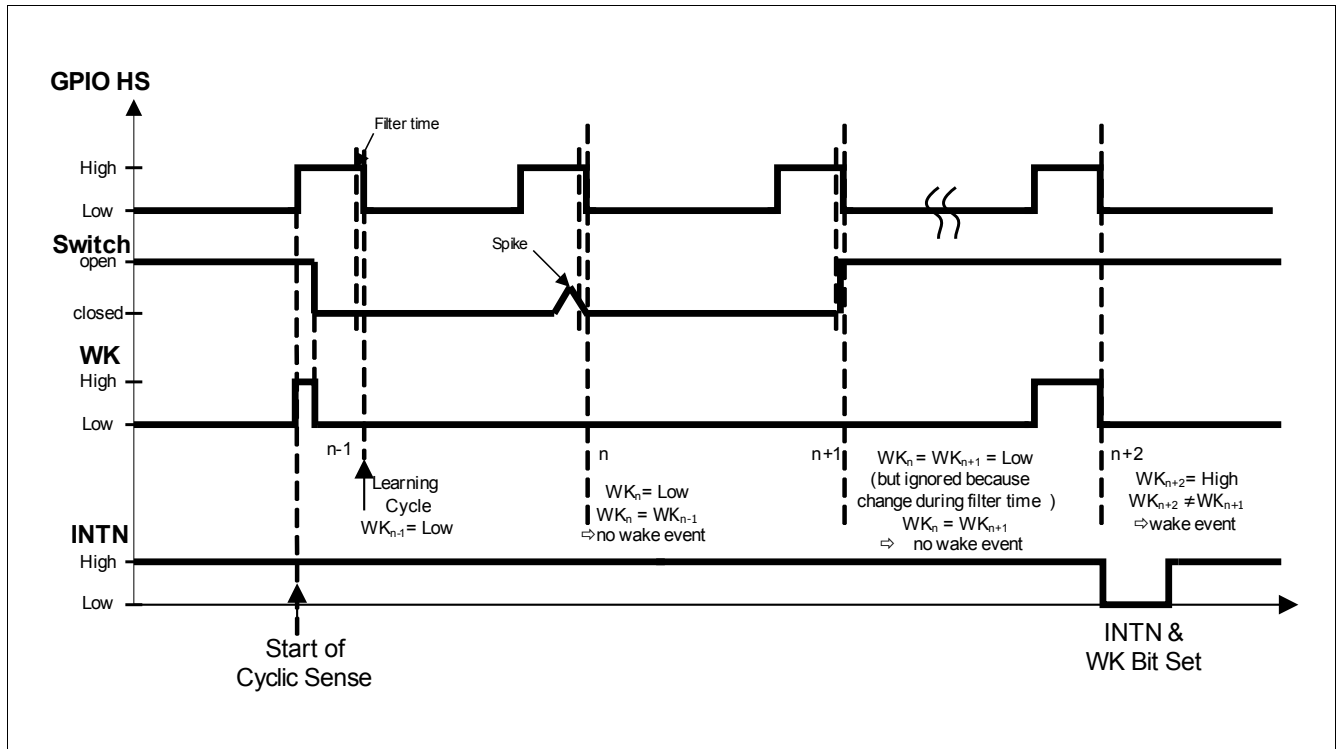 GPIO HS
Filter time
High
Low
Switch
open
Spike
closed
WK
High
Low
n-1
n
n+1
n+2
Learning
Cycle
WKn-1= Low
WKn= Low
WKn = WKn-1
⇨no wake event
WKn = WKn+1 = Low
(but ignored because
change during filter time )
WKn = WKn+1
⇨ no wake event
WKn+2= High
WKn+2 ≠WKn+1
⇨wake event
INTN
High
Low
Start of
Cyclic Sense
INTN &
WK Bit Set